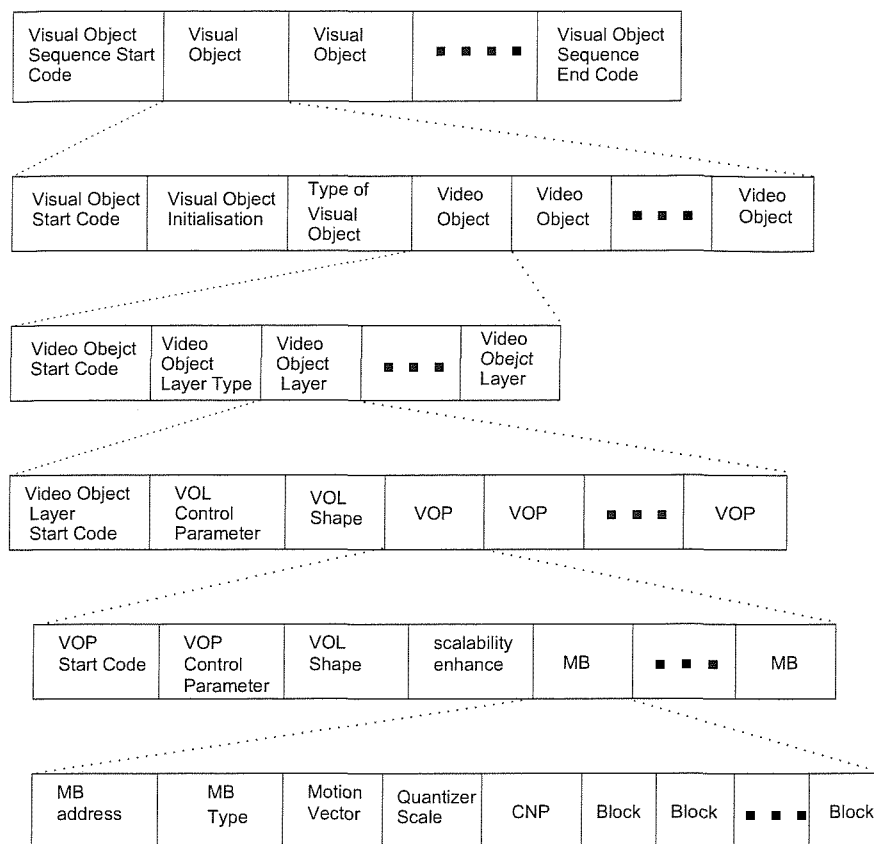 Visual Object Sequence Start Code
Visual Object
Visual Object
Visual Object Sequence End Code
Visual Object Start Code
Visual Object Initialisation
Type of Visual Object
Video Object
Video Object
Video Object
Video Obejct Start Code
Video Object Layer Type
Video Object Layer
Video Obejct Layer
Video Object Layer Start Code
VOL Control Parameter
VOL Shape
VOP
VOP
VOP
VOP Start Code
VOP Control Parameter
VOL Shape
scalability enhance
MB
MB
MB address
MB Type
Motion Vector
Quantizer Scale
CNP
Block
Block
Block